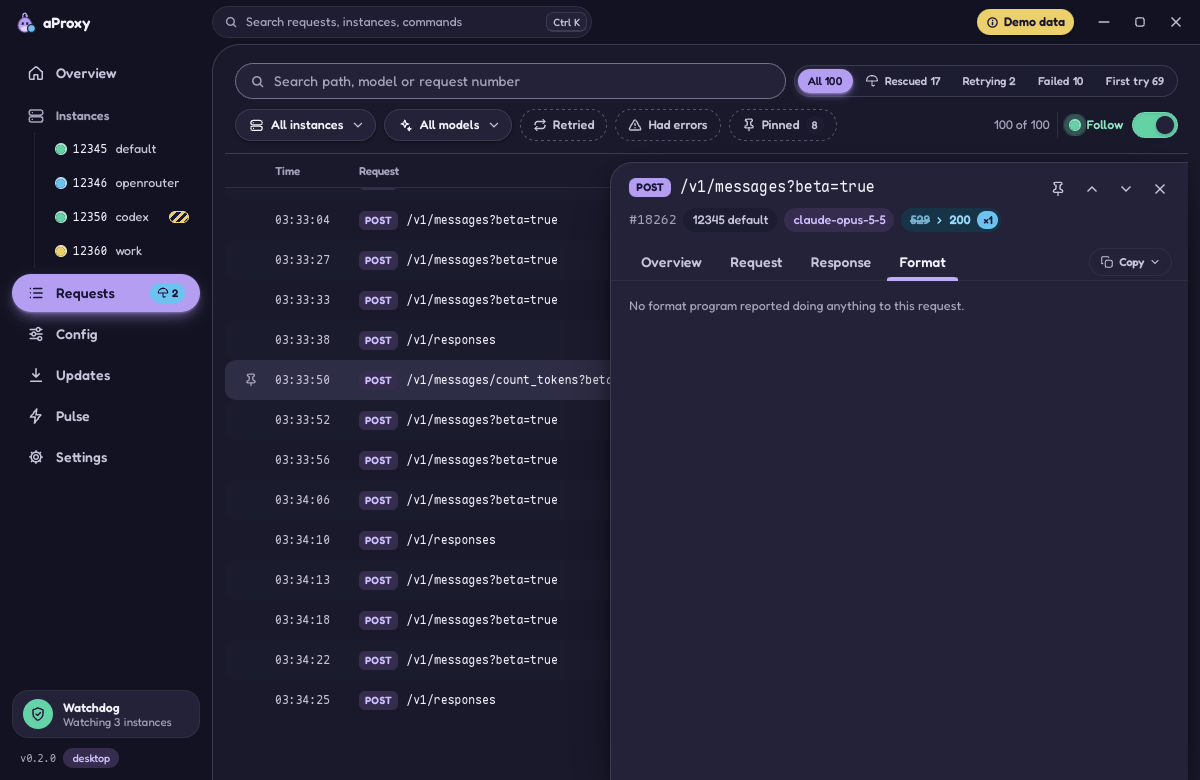 aProxy
Search requests, instances, commands
Ctrl K
Demo data
Overview
Instances
12345 default
12346 openrouter
12350 codex
12360 work
Requests
2
Config
Updates
Pulse
Settings
Watchdog
Watching 3 instances
v0.2.0 desktop
Search path, model or request number
All 100
Rescued 17
Retrying 2
Failed 10
First try 69
All instances
All models
Retried
Had errors
Pinned 8
100 of 100
Follow
Time Request
03:33:04 POST /v1/messages?beta=true
03:33:27 POST /v1/messages?beta=true
03:33:33 POST /v1/messages?beta=true
03:33:38 POST /v1/responses
03:33:50 POST /v1/messages/count_tokens?beta
03:33:52 POST /v1/messages?beta=true
03:33:56 POST /v1/messages?beta=true
03:34:06 POST /v1/messages?beta=true
03:34:10 POST /v1/responses
03:34:13 POST /v1/messages?beta=true
03:34:18 POST /v1/messages?beta=true
03:34:22 POST /v1/messages?beta=true
03:34:25 POST /v1/responses
POST /v1/messages?beta=true
#18262 12345 default claude-opus-5-5 529 › 200 x1
Overview Request Response Format
Copy
No format program reported doing anything to this request.